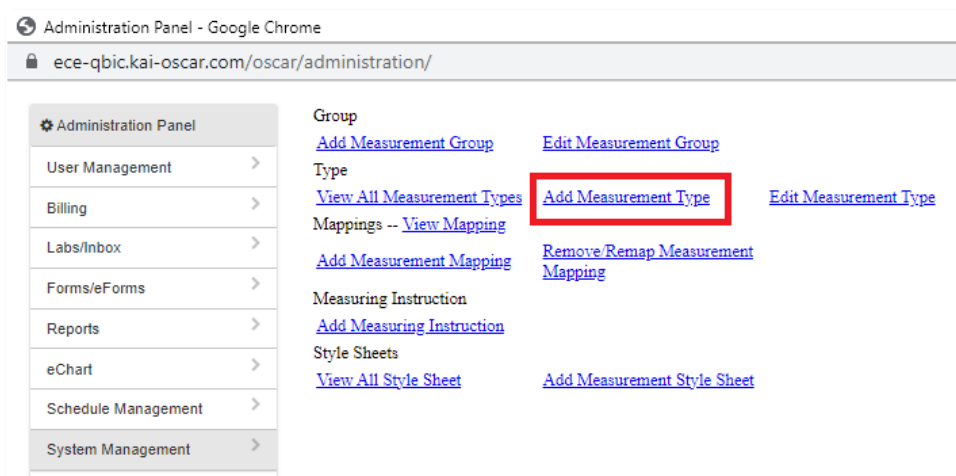 Administration Panel - Google Chrome
ece-qbic.kai-oscar.com/oscar/administration/
Administration Panel
User Management
Billing
Labs/Inbox
Forms/eForms
Reports
eChart
Schedule Management
System Management
Group
Add Measurement Group Edit Measurement Group
Type
View All Measurement Types Add Measurement Type Edit Measurement Type
Mappings -- View Mapping
Add Measurement Mapping Remove/Remap Measurement
Mapping
Measuring Instruction
Add Measuring Instruction
Style Sheets
View All Style Sheet Add Measurement Style Sheet